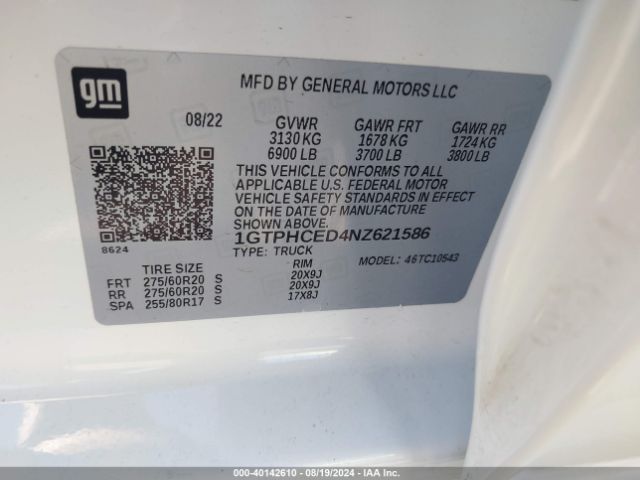 gm
MFD BY GENERAL MOTORS LLC
08/22 GVWR GAWR FRT GAWR RR
3130 KG 1678 KG 1724 KG
6900 LB 3700 LB 3800 LB
THIS VEHICLE CONFORMS TO ALL
APPLICABLE U.S. FEDERAL MOTOR
VEHICLE SAFETY STANDARDS IN EFFECT
ON THE DATE OF MANUFACTURE
SHOWN ABOVE.
1GTPHCED4NZ621586
8624
TYPE: TRUCK MODEL: 46TC10543
TIRE SIZE RIM
FRT 275/60R20 S 20X9J
RR 275/60R20 S 20X9J
SPA 255/80R17 S 17X8J
000-40142610 - 08/19/2024 - IAAI.COM